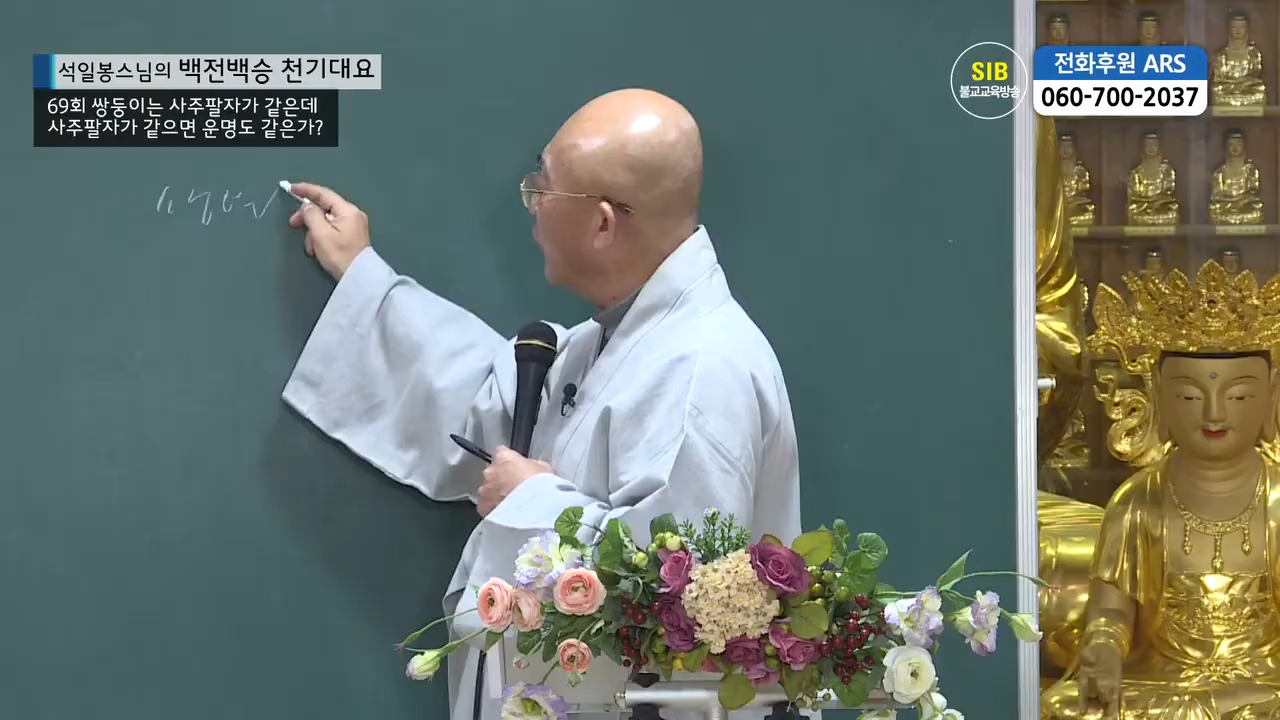 석일봉스님의 백전백승 천기대요
69회 쌍둥이는 사주팔자가 같은데
사주팔자가 같으면 운명도 같은가?
SIB
불교교육방송
전화후원 ARS
060-700-2037